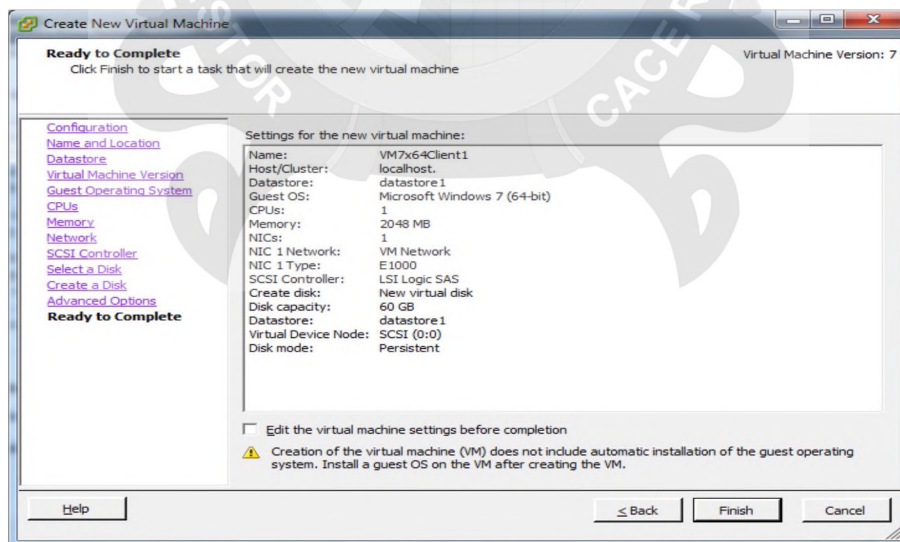 Create New Virtual Machine
Ready to Complete
Click Finish to start a task that will create the new virtual machine
Virtual Machine Version: 7
Configuration
Name and Location
Datastore
Virtual Machine Version
Guest Operating System
CPUs
Memory
Network
SCSI Controller
Select a Disk
Create a Disk
Advanced Options
Ready to Complete
Settings for the new virtual machine:
Name: VM7x64Client1
Host/Cluster: localhost.
Datastore: datastore1
Guest OS: Microsoft Windows 7 (64-bit)
CPUs: 1
Memory: 2048 MB
NICs: 1
NIC 1 Network: VM Network
NIC 1 Type: E1000
SCSI Controller: LSI Logic SAS
Create disk: New virtual disk
Disk capacity: 60 GB
Datastore: datastore1
Virtual Device Node: SCSI (0:0)
Disk mode: Persistent
Edit the virtual machine settings before completion
Creation of the virtual machine (VM) does not include automatic installation of the guest operating
system. Install a guest OS on the VM after creating the VM.
Help
< Back
Finish
Cancel